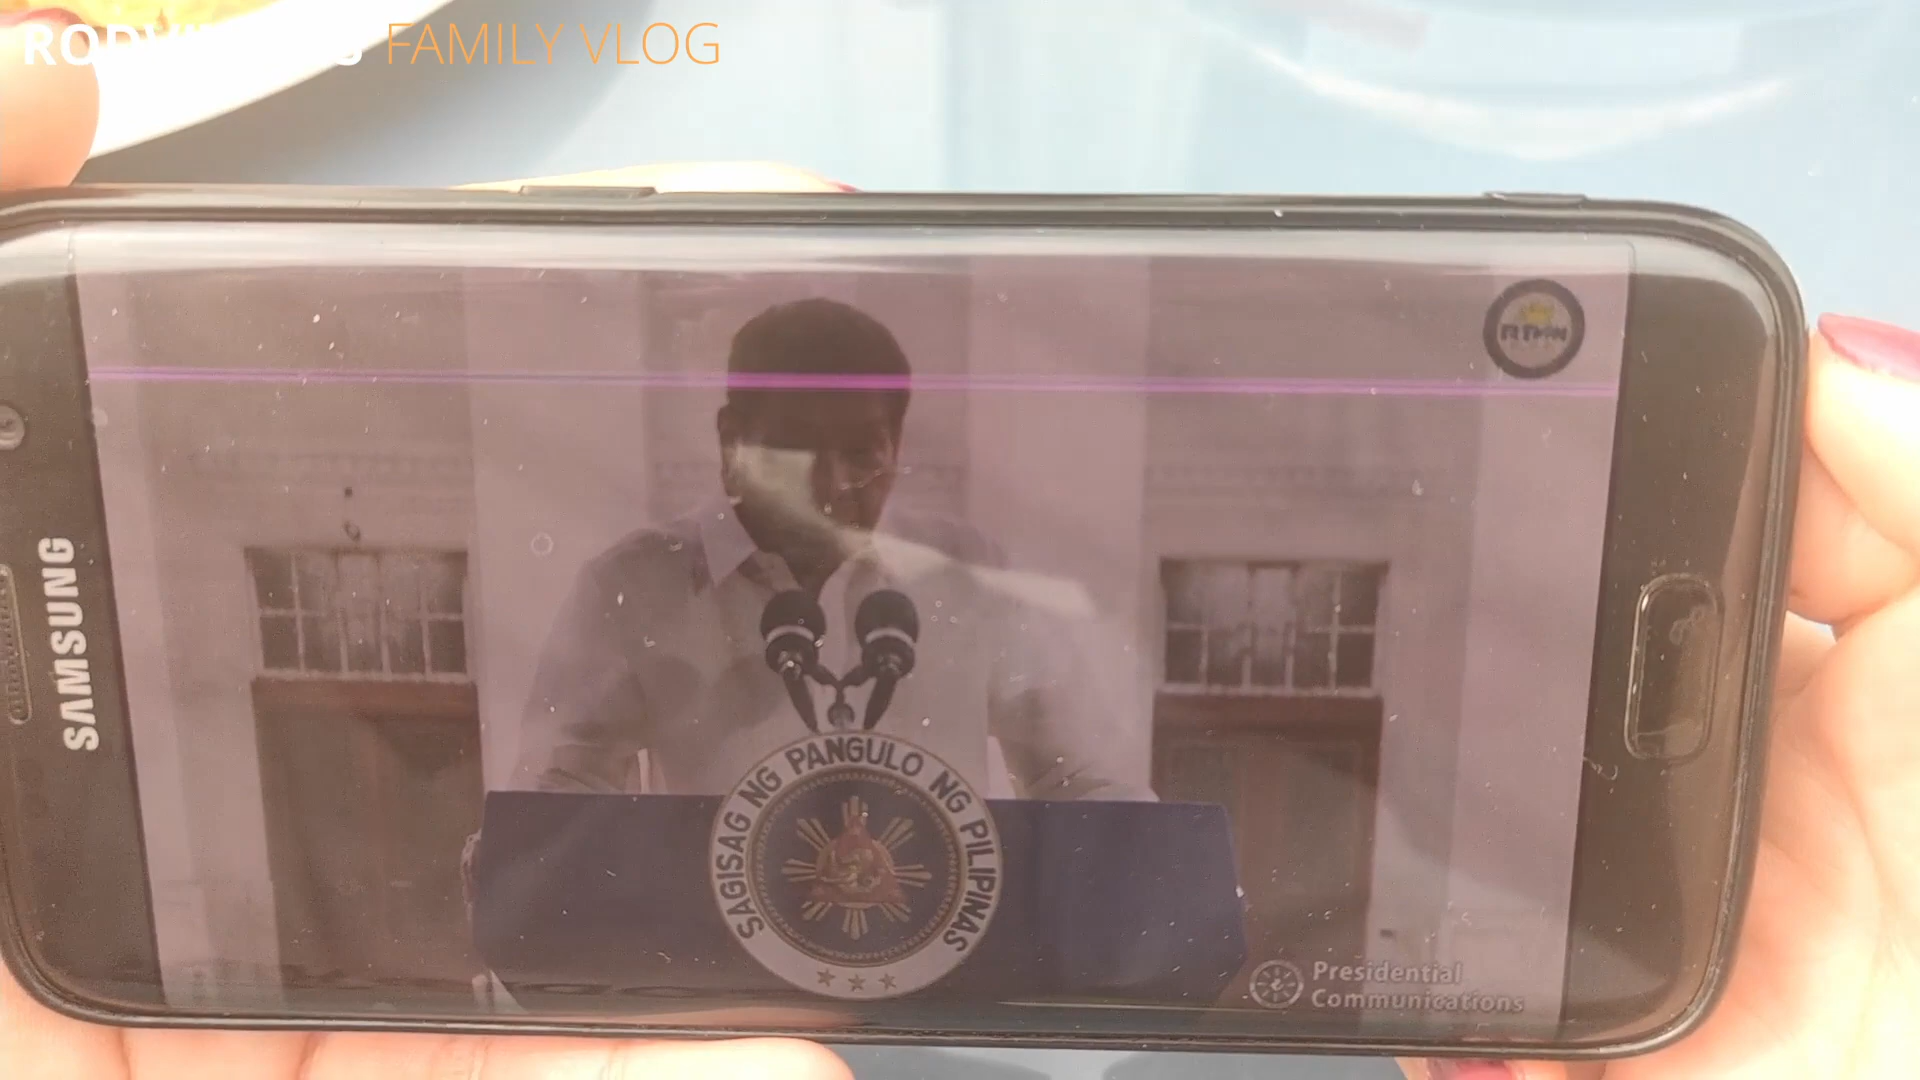 FAMILY VLOG
SAMSUNG
SAGISAG NG PANGULO NG PILIPINAS
Presidential
Communications